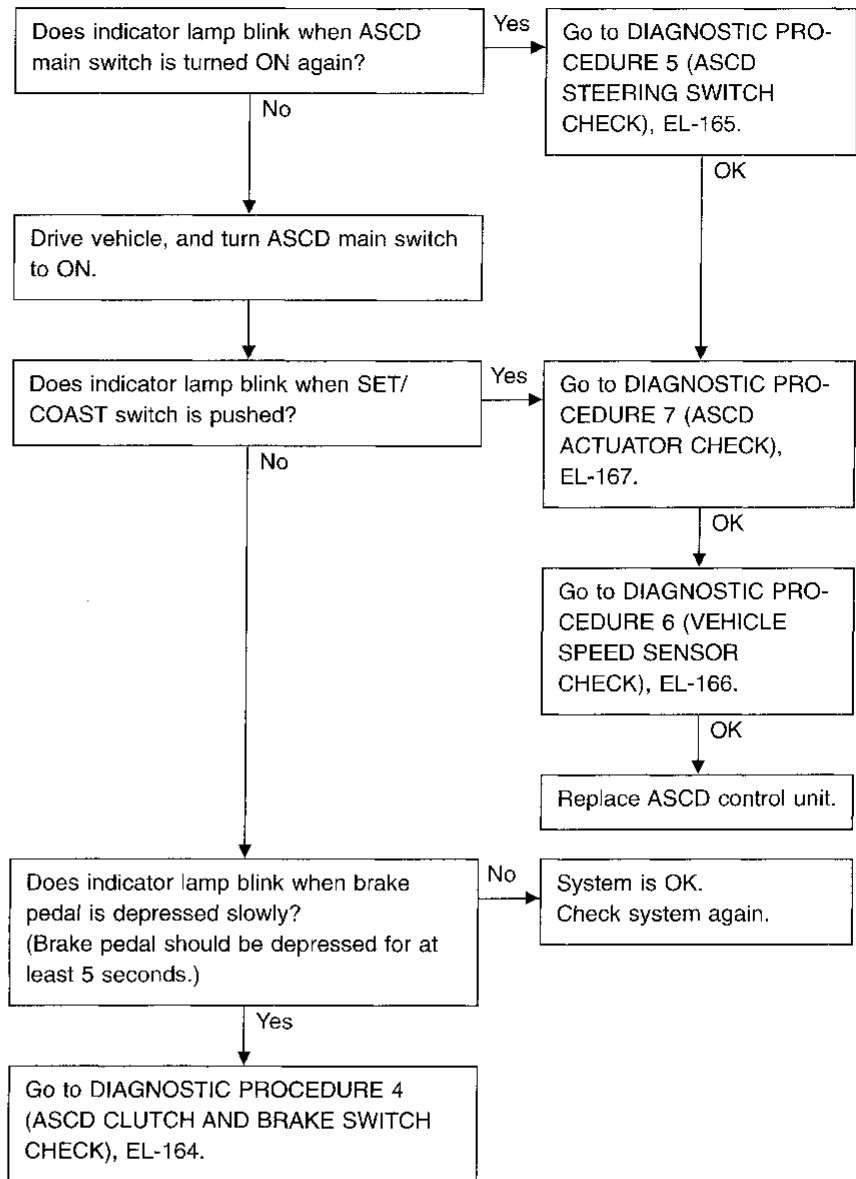 Does indicator lamp blink when ASCD
main switch is turned ON again?
Yes
Go to DIAGNOSTIC PRO-
CEDURE 5 (ASCD
STEERING SWITCH
CHECK), EL-165.
No
OK
Drive vehicle, and turn ASCD main switch
to ON.
Does indicator lamp blink when SET/
COAST switch is pushed?
Yes
Go to DIAGNOSTIC PRO-
CEDURE 7 (ASCD
ACTUATOR CHECK),
EL-167.
No
OK
Go to DIAGNOSTIC PRO-
CEDURE 6 (VEHICLE
SPEED SENSOR
CHECK), EL-166.
OK
Replace ASCD control unit.
Does indicator lamp blink when brake
pedal is depressed slowly?
(Brake pedal should be depressed for at
least 5 seconds.)
No
System is OK.
Check system again.
Yes
Go to DIAGNOSTIC PROCEDURE 4
(ASCD CLUTCH AND BRAKE SWITCH
CHECK), EL-164.